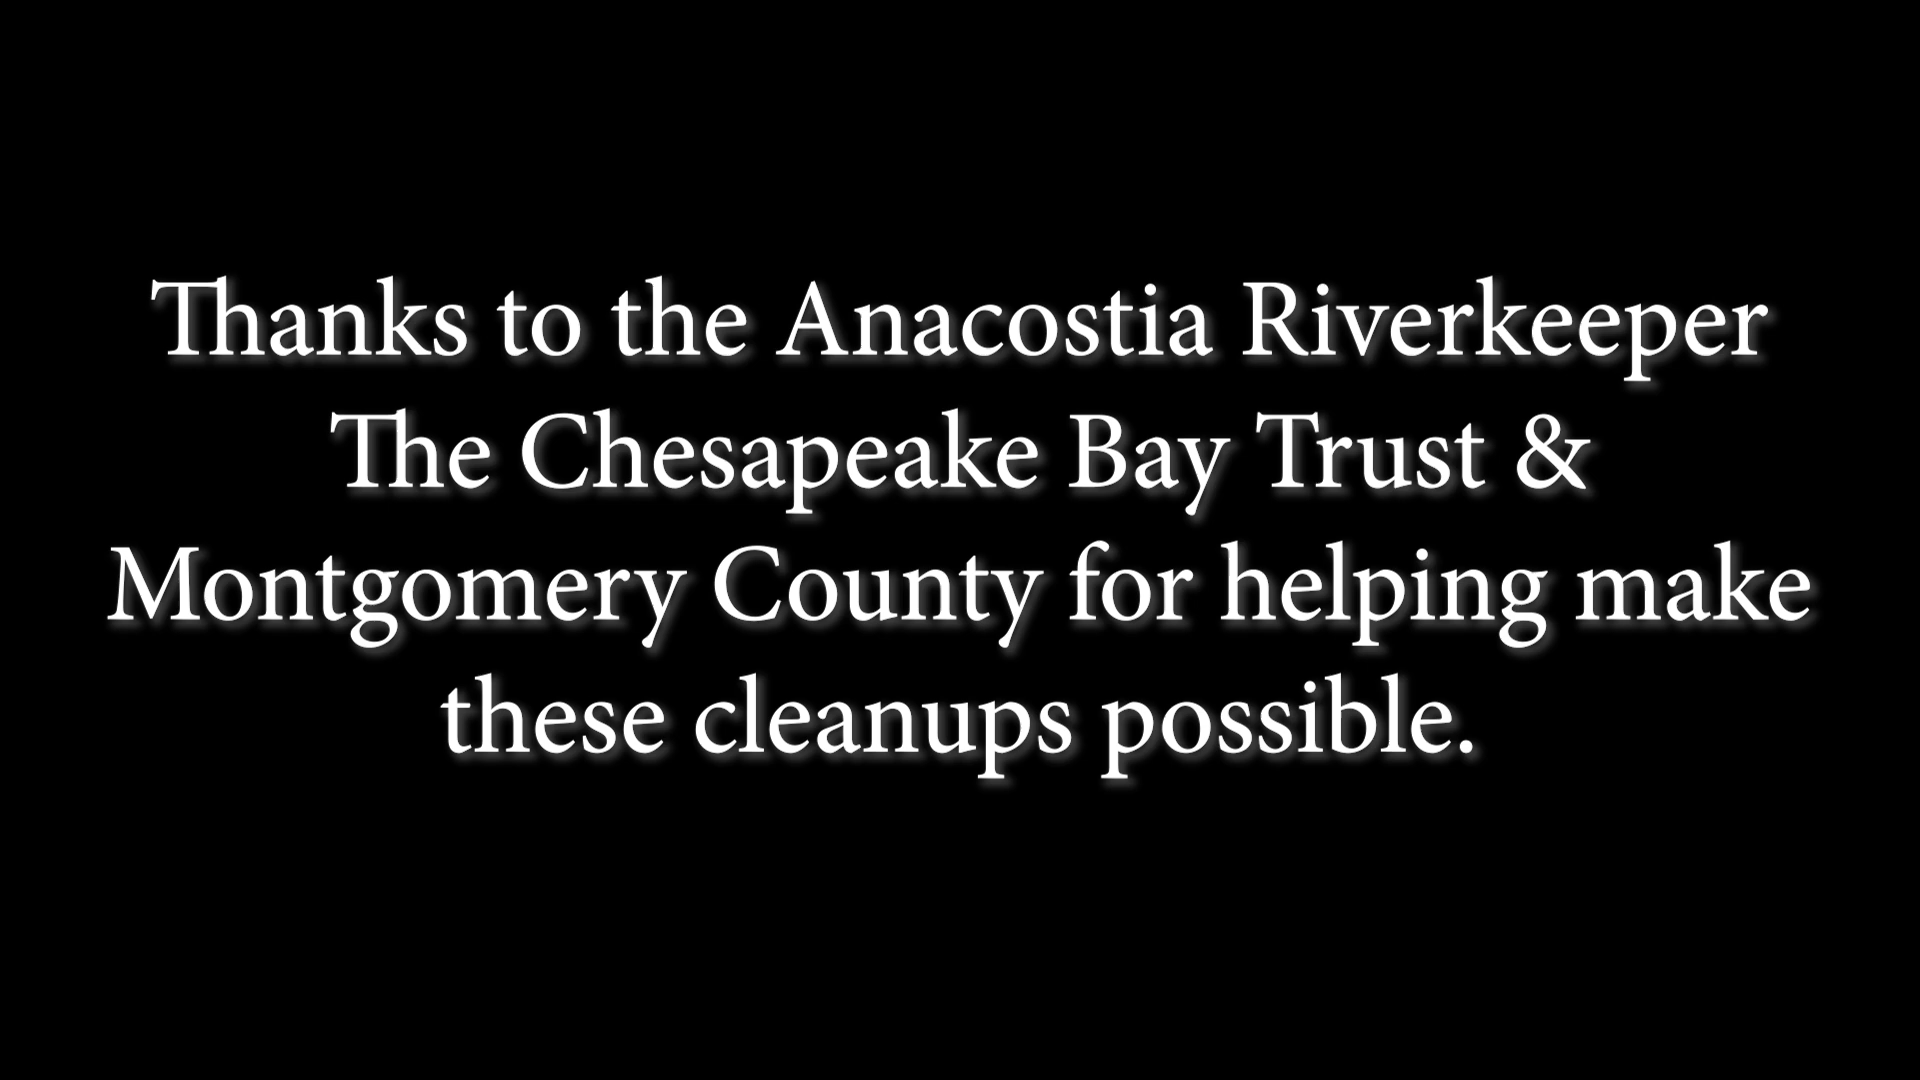 Thanks to the Anacostia Riverkeeper
The Chesapeake Bay Trust &
Montgomery County for helping make
these cleanups possible.